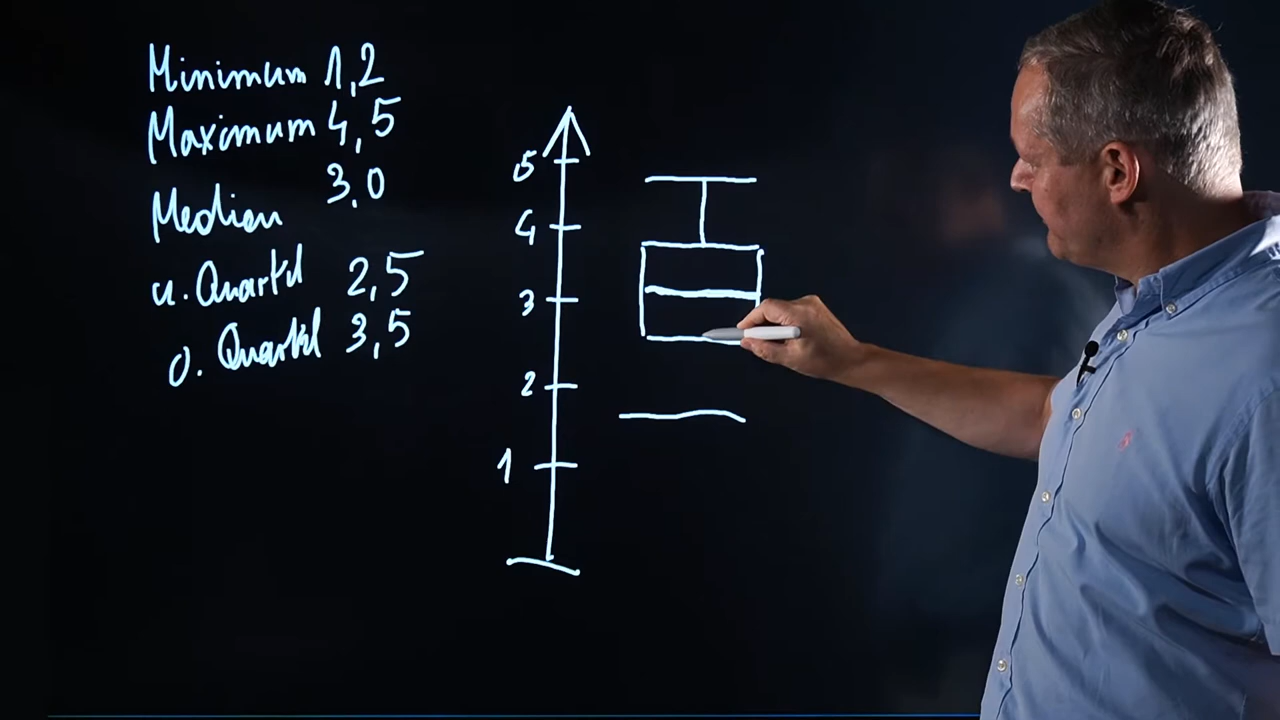 Minimum 1,2
Maximum 4,5
Median 3,0
u. Quartil 2,5
o. Quartil 3,5
5
4
3
2
1